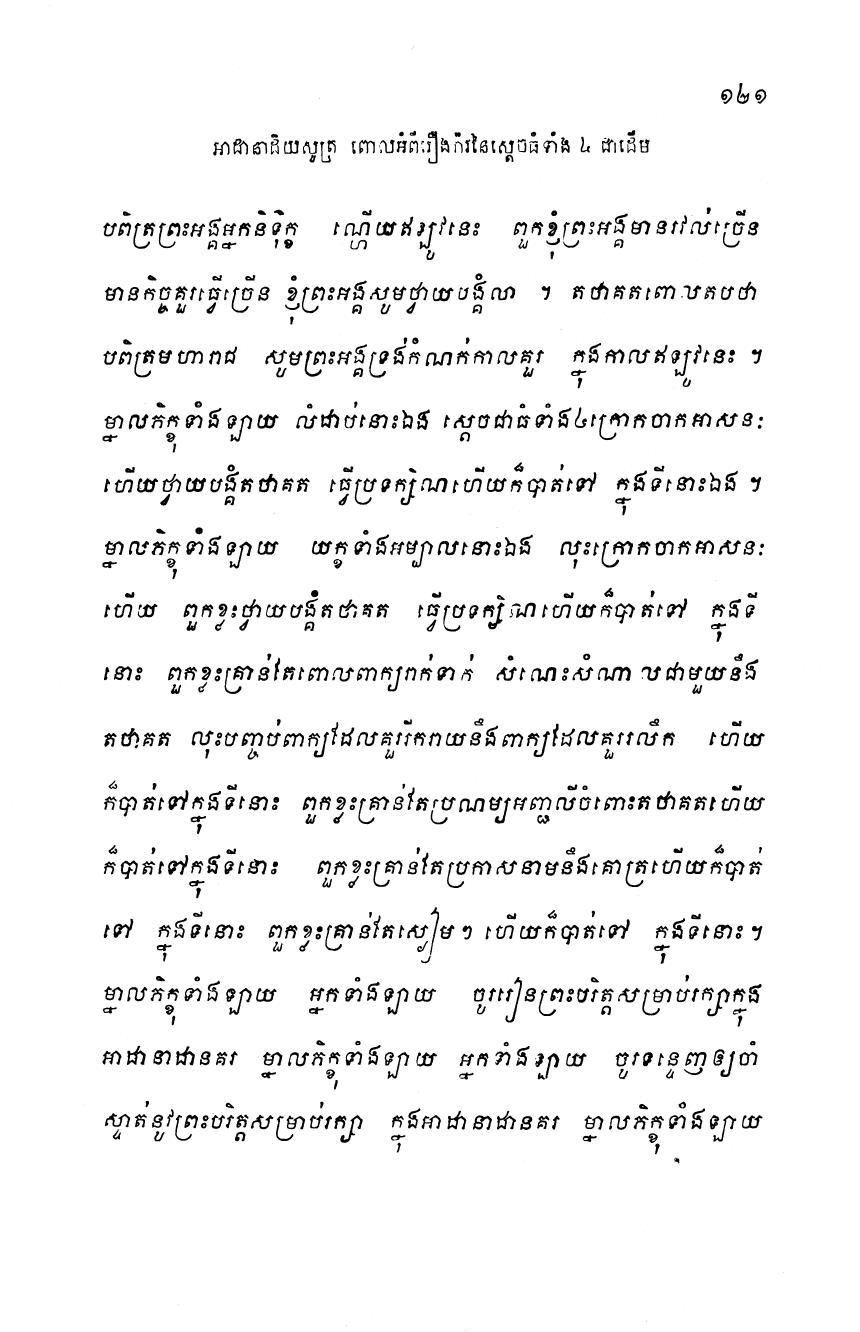 ១២១
អាដានាដិយសូត្រ ពោលអំពីរឿងរ៉ាវនៃស្តេចធំទាំង ៤ ជាដើម
បពិត្រព្រះអង្គអ្នកនិទ៌ុក្ខ ណ្ហើយឥឡូវនេះ ពួកខ្ញុំព្រះអង្គមានរវល់ច្រើន
មានកិច្ចគួរធ្វើច្រើន ខ្ញុំព្រះអង្គសូមថ្វាយបង្គំលា ។ តថាគតពោលតបថា
បពិត្រមហារាជ សូមព្រះអង្គទ្រង់កំណក់កាលគួរ ក្នុងកាលឥឡូវនេះ ។
ម្នាលភិក្ខុទាំងឡាយ លំដាប់នោះឯង ស្តេចជាធំទាំង៤ក្រោកចាកអាសនៈ
ហើយថ្វាយបង្គំតថាគត ធ្វើប្រទក្សិណហើយក៏បាត់ទៅ ក្នុងទីនោះឯង ។
ម្នាលភិក្ខុទាំងឡាយ យក្ខទាំងអម្បាលនោះឯង លុះក្រោកចាកអាសនៈ
ហើយ ពួកខ្លះថ្វាយបង្គំតថាគត ធ្វើប្រទក្សិណហើយក៏បាត់ទៅ ក្នុងទី
នោះ ពួកខ្លះគ្រាន់តែពោលពាក្យរាក់ទាក់ សំណេះសំណាលជាមួយនឹង
តថាគត លុះបញ្ចប់ពាក្យដែលគួររីករាយនឹងពាក្យដែលគួររលឹក ហើយ
ក៏បាត់ទៅក្នុងទីនោះ ពួកខ្លះគ្រាន់តែប្រណម្យអញ្ជលីចំពោះតថាគតហើយ
ក៏បាត់ទៅក្នុងទីនោះ ពួកខ្លះគ្រាន់តែប្រកាសនាមនឹងគោត្រហើយក៏បាត់
ទៅ ក្នុងទីនោះ ពួកខ្លះគ្រាន់តែស្ងៀម ៗ ហើយក៏បាត់ទៅ ក្នុងទីនោះ ។
ម្នាលភិក្ខុទាំងឡាយ អ្នកទាំងឡាយ ចូររៀនព្រះបរិត្តសម្រាប់រក្សាក្នុង
អាដានាដានគរ ម្នាលភិក្ខុទាំងឡាយ អ្នកទាំងឡាយ ចូរទន្ទេញឲ្យចាំ
ស្ទាត់នូវព្រះបរិត្តសម្រាប់រក្សា ក្នុងអាដានាដានគរ ម្នាលភិក្ខុទាំងឡាយ